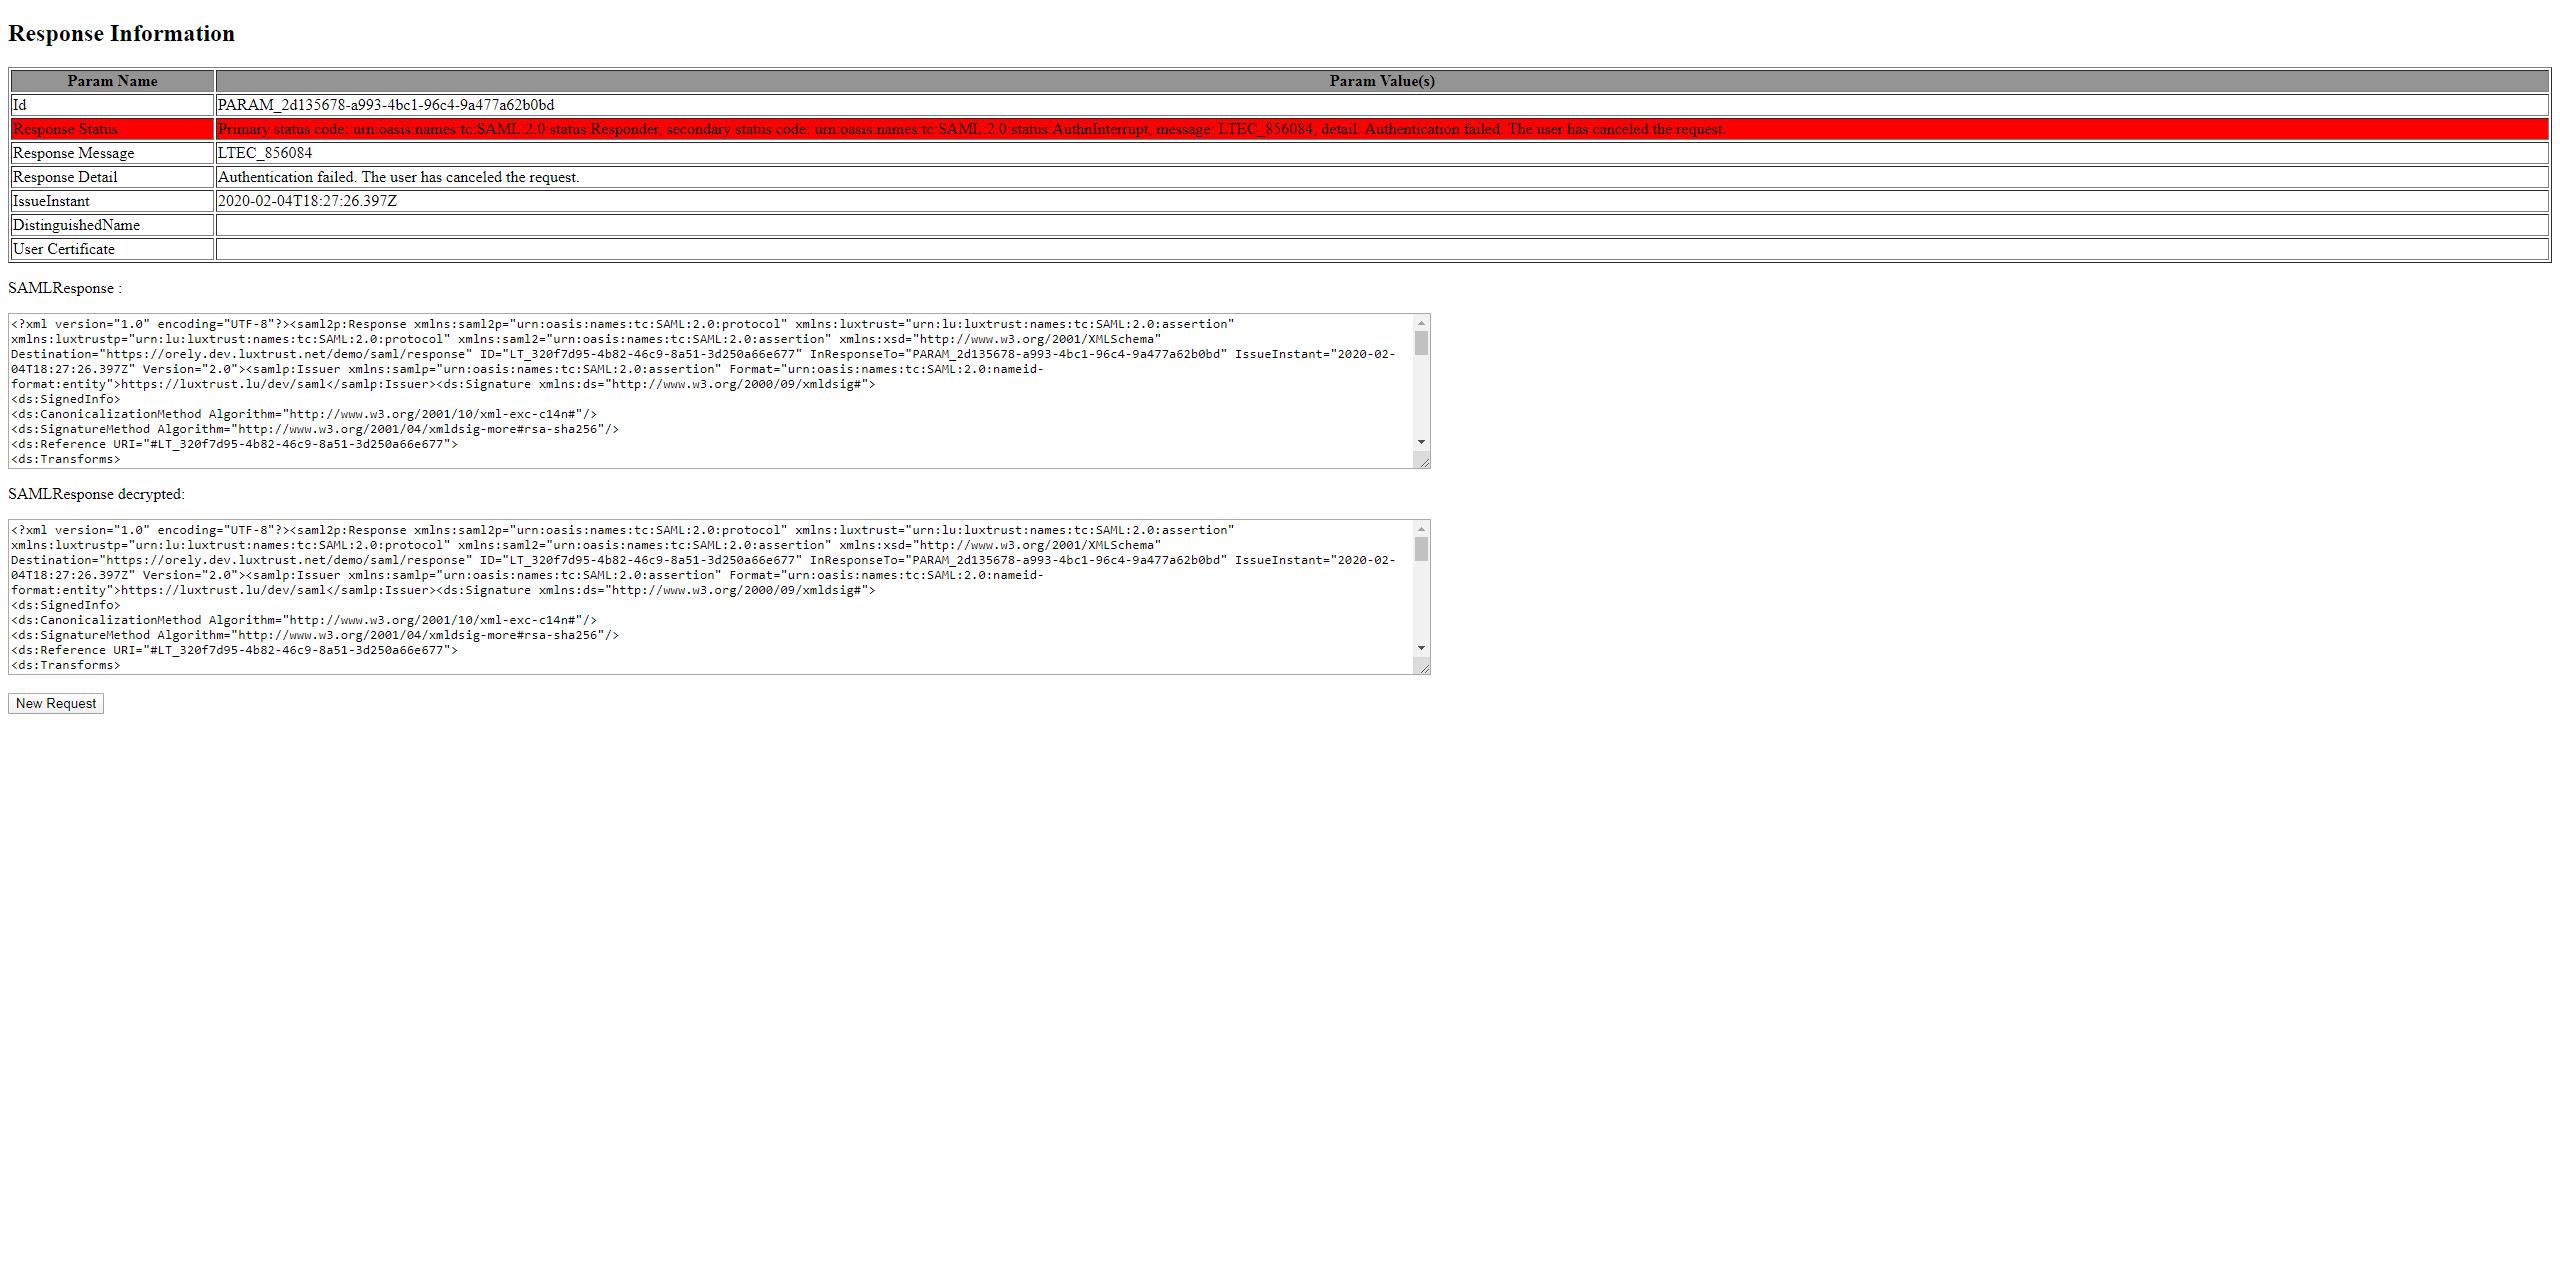 Response Information
Param Name Param Value(s)
Id PARAM_2d135678-a993-4bc1-96c4-9a477a62b0bd
Response Status Primary status code: urn:oasis:names:tc:SAML:2.0:status:Responder, secondary status code: urn:oasis:names:tc:SAML:2.0:status:AuthnInterrupt, message: LTEC_856084, detail: Authentication failed. The user has canceled the request.
Response Message LTEC_856084
Response Detail Authentication failed. The user has canceled the request.
IssueInstant 2020-02-04T18:27:26.397Z
DistinguishedName
User Certificate
SAMLResponse :
<?xml version="1.0" encoding="UTF-8"?><saml2p:Response xmlns:saml2p="urn:oasis:names:tc:SAML:2.0:protocol" xmlns:luxtrust="urn:lu:luxtrust:names:tc:SAML:2.0:assertion"
xmlns:luxtrustp="urn:lu:luxtrust:names:tc:SAML:2.0:protocol" xmlns:saml2="urn:oasis:names:tc:SAML:2.0:assertion" xmlns:xsd="http://www.w3.org/2001/XMLSchema"
Destination="https://orely.dev.luxtrust.net/demo/saml/response" ID="LT_320f7d95-4b82-46c9-8a51-3d250a66e677" InResponseTo="PARAM_2d135678-a993-4bc1-96c4-9a477a62b0bd" IssueInstant="2020-02-
04T18:27:26.397Z" Version="2.0"><samlp:Issuer xmlns:samlp="urn:oasis:names:tc:SAML:2.0:assertion" Format="urn:oasis:names:tc:SAML:2.0:nameid-
format:entity">https://luxtrust.lu/dev/saml</samlp:Issuer><ds:Signature xmlns:ds="http://www.w3.org/2000/09/xmldsig#">
<ds:SignedInfo>
<ds:CanonicalizationMethod Algorithm="http://www.w3.org/2001/10/xml-exc-c14n#"/>
<ds:SignatureMethod Algorithm="http://www.w3.org/2001/04/xmldsig-more#rsa-sha256"/>
<ds:Reference URI="#LT_320f7d95-4b82-46c9-8a51-3d250a66e677">
<ds:Transforms>
SAMLResponse decrypted:
<?xml version="1.0" encoding="UTF-8"?><saml2p:Response xmlns:saml2p="urn:oasis:names:tc:SAML:2.0:protocol" xmlns:luxtrust="urn:lu:luxtrust:names:tc:SAML:2.0:assertion"
xmlns:luxtrustp="urn:lu:luxtrust:names:tc:SAML:2.0:protocol" xmlns:saml2="urn:oasis:names:tc:SAML:2.0:assertion" xmlns:xsd="http://www.w3.org/2001/XMLSchema"
Destination="https://orely.dev.luxtrust.net/demo/saml/response" ID="LT_320f7d95-4b82-46c9-8a51-3d250a66e677" InResponseTo="PARAM_2d135678-a993-4bc1-96c4-9a477a62b0bd" IssueInstant="2020-02-
04T18:27:26.397Z" Version="2.0"><samlp:Issuer xmlns:samlp="urn:oasis:names:tc:SAML:2.0:assertion" Format="urn:oasis:names:tc:SAML:2.0:nameid-
format:entity">https://luxtrust.lu/dev/saml</samlp:Issuer><ds:Signature xmlns:ds="http://www.w3.org/2000/09/xmldsig#">
<ds:SignedInfo>
<ds:CanonicalizationMethod Algorithm="http://www.w3.org/2001/10/xml-exc-c14n#"/>
<ds:SignatureMethod Algorithm="http://www.w3.org/2001/04/xmldsig-more#rsa-sha256"/>
<ds:Reference URI="#LT_320f7d95-4b82-46c9-8a51-3d250a66e677">
<ds:Transforms>
New Request